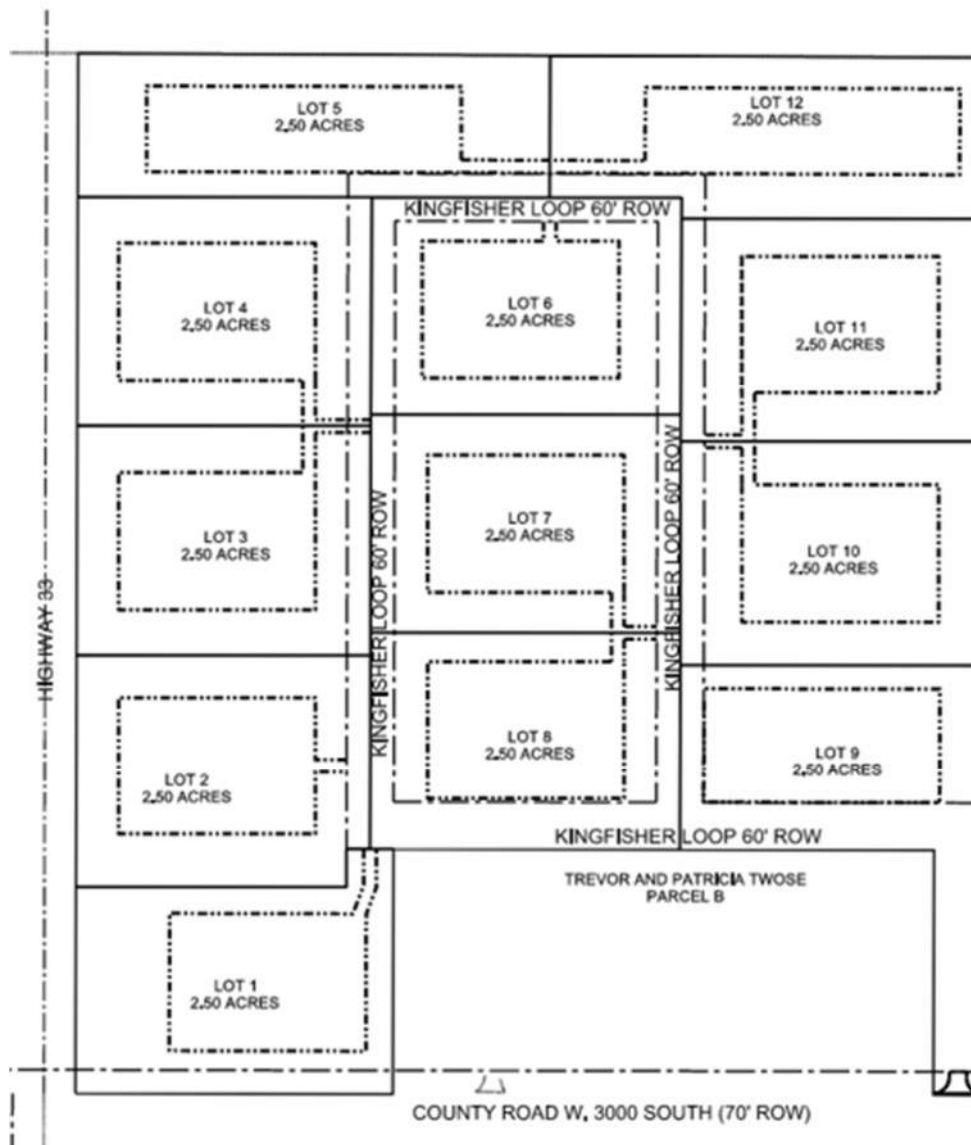 LOT 5
2.50 ACRES
LOT 12
2.50 ACRES
KINGFISHER LOOP 60' ROW
LOT 4
2.50 ACRES
LOT 6
2.50 ACRES
LOT 11
2.50 ACRES
LOT 3
2.50 ACRES
LOT 7
2.50 ACRES
LOT 10
2.50 ACRES
HIGHWAY 33
KINGFISHER LOOP 60' ROW
KINGFISHER LOOP 60' ROW
LOT 2
2.50 ACRES
LOT 8
2.50 ACRES
LOT 9
2.50 ACRES
KINGFISHER LOOP 60' ROW
TREVOR AND PATRICIA TWOSE
PARCEL B
LOT 1
2.50 ACRES
COUNTY ROAD W. 3000 SOUTH (70' ROW)